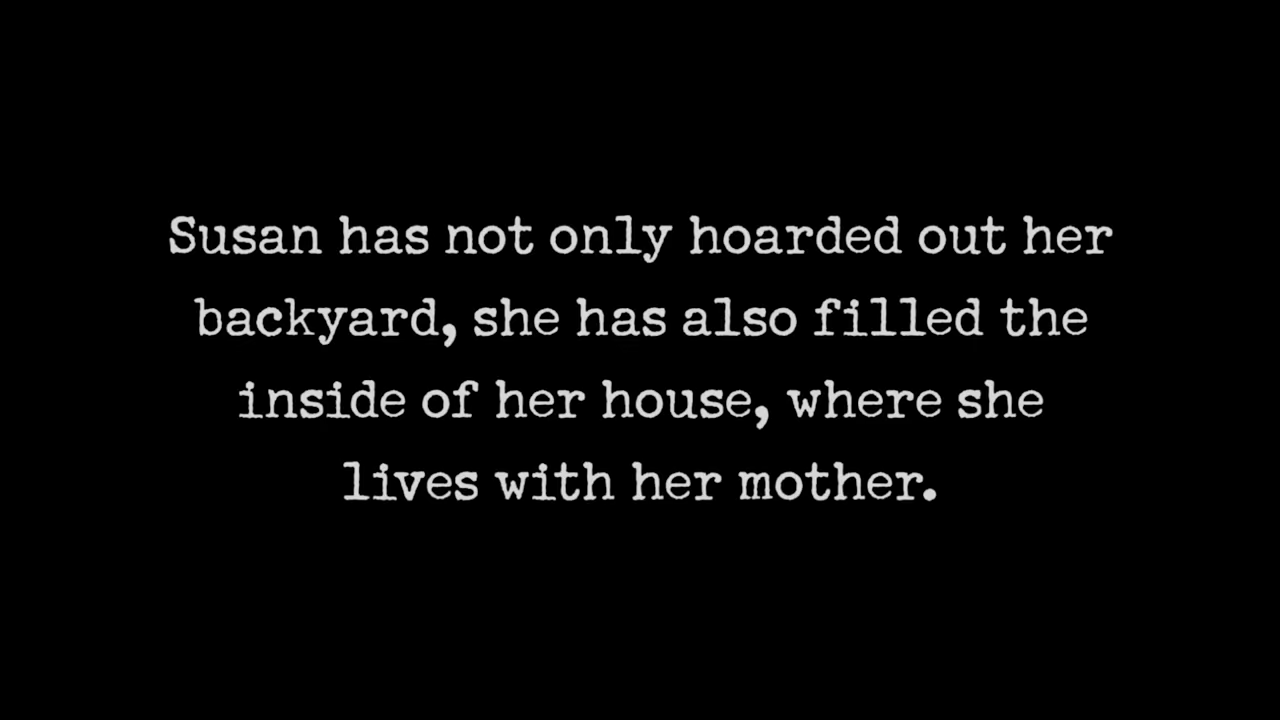 Susan has not only hoarded out her
backyard, she has also filled the
inside of her house, where she
lives with her mother.